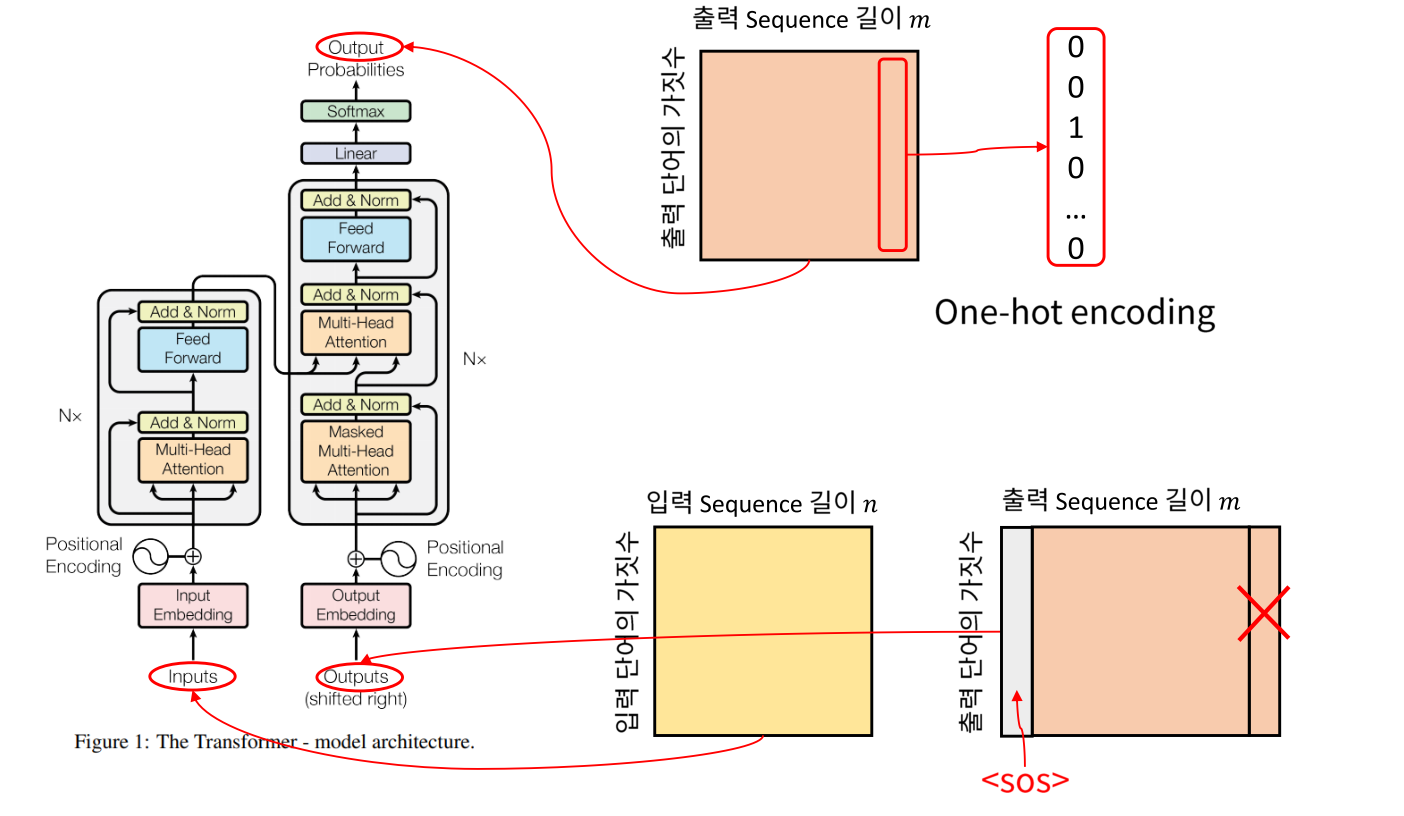 Output
Probabilities
Softmax
Linear
Add & Norm
Feed
Forward
Add & Norm
Multi-Head
Attention
Add & Norm
Masked
Multi-Head
Attention
Nx
Add & Norm
Feed
Forward
Add & Norm
Multi-Head
Attention
Nx
Positional
Encoding
Positional
Encoding
Input
Embedding
Output
Embedding
Inputs
Outputs
(shifted right)
Figure 1: The Transformer - model architecture.
출력 Sequence 길이 m
출력 단어의 가짓수
0
0
1
0
...
0
One-hot encoding
입력 Sequence 길이 n
입력 단어의 가짓수
출력 Sequence 길이 m
출력 단어의 가짓수
<sos>